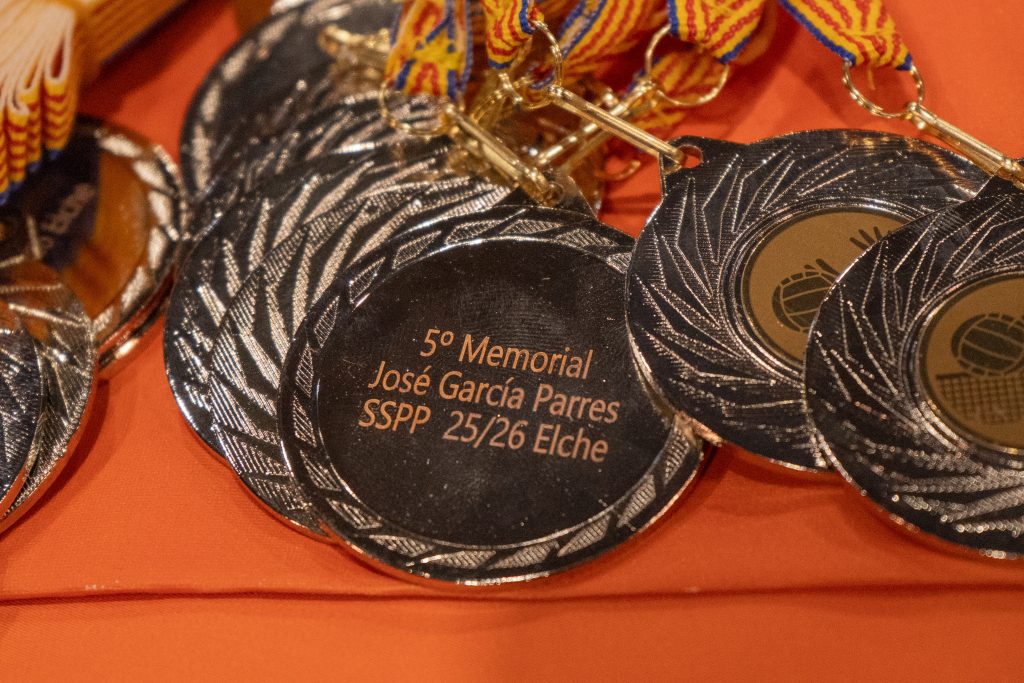 5º Memorial
José García Parres
SSPP 25/26 Elche